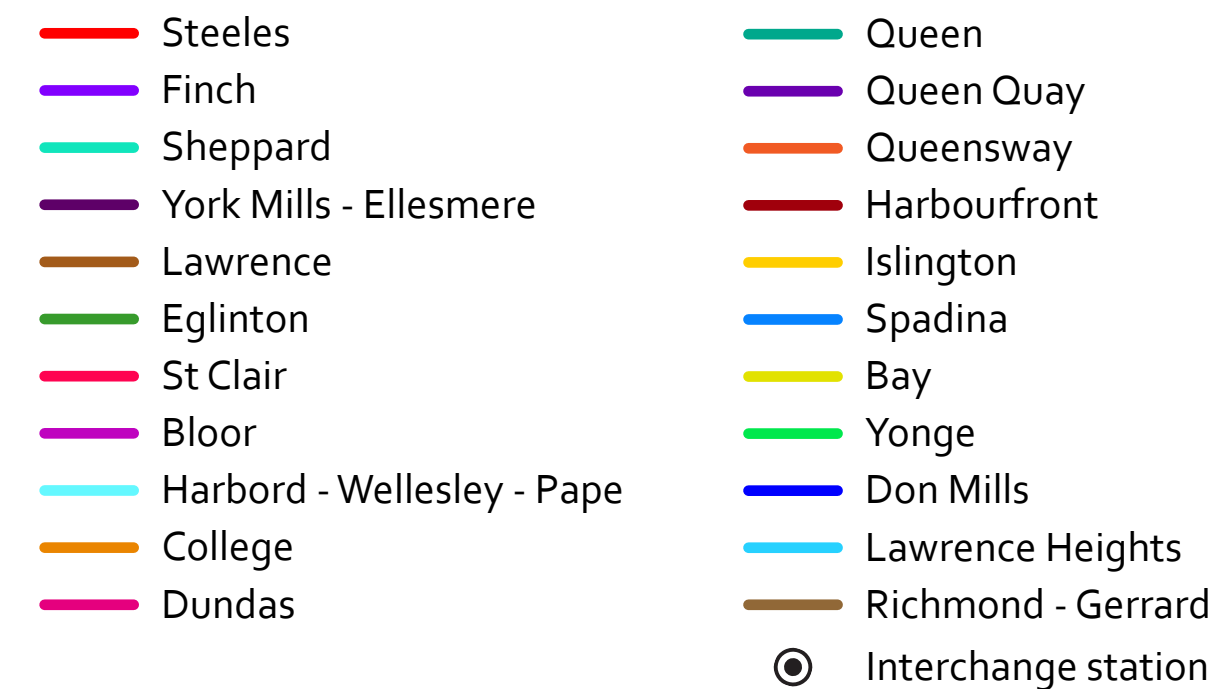 Steeles
Finch
Sheppard
York Mills - Ellesmere
Lawrence
Eglinton
St Clair
Bloor
Harbord - Wellesley - Pape
College
Dundas
Queen
Queen Quay
Queensway
Harbourfront
Islington
Spadina
Bay
Yonge
Don Mills
Lawrence Heights
Richmond - Gerrard
Interchange station